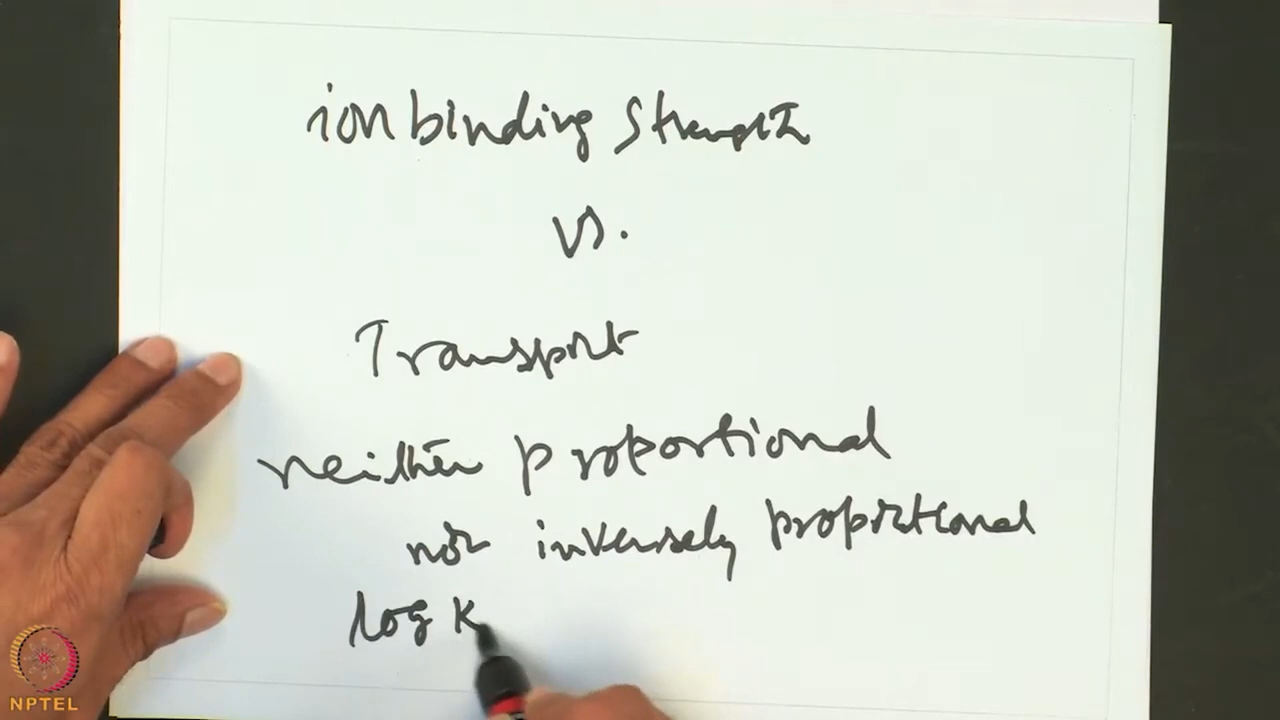 ion binding strength
vs.
Transport
neither proportional
nor inversely proportional
log K
NPTEL